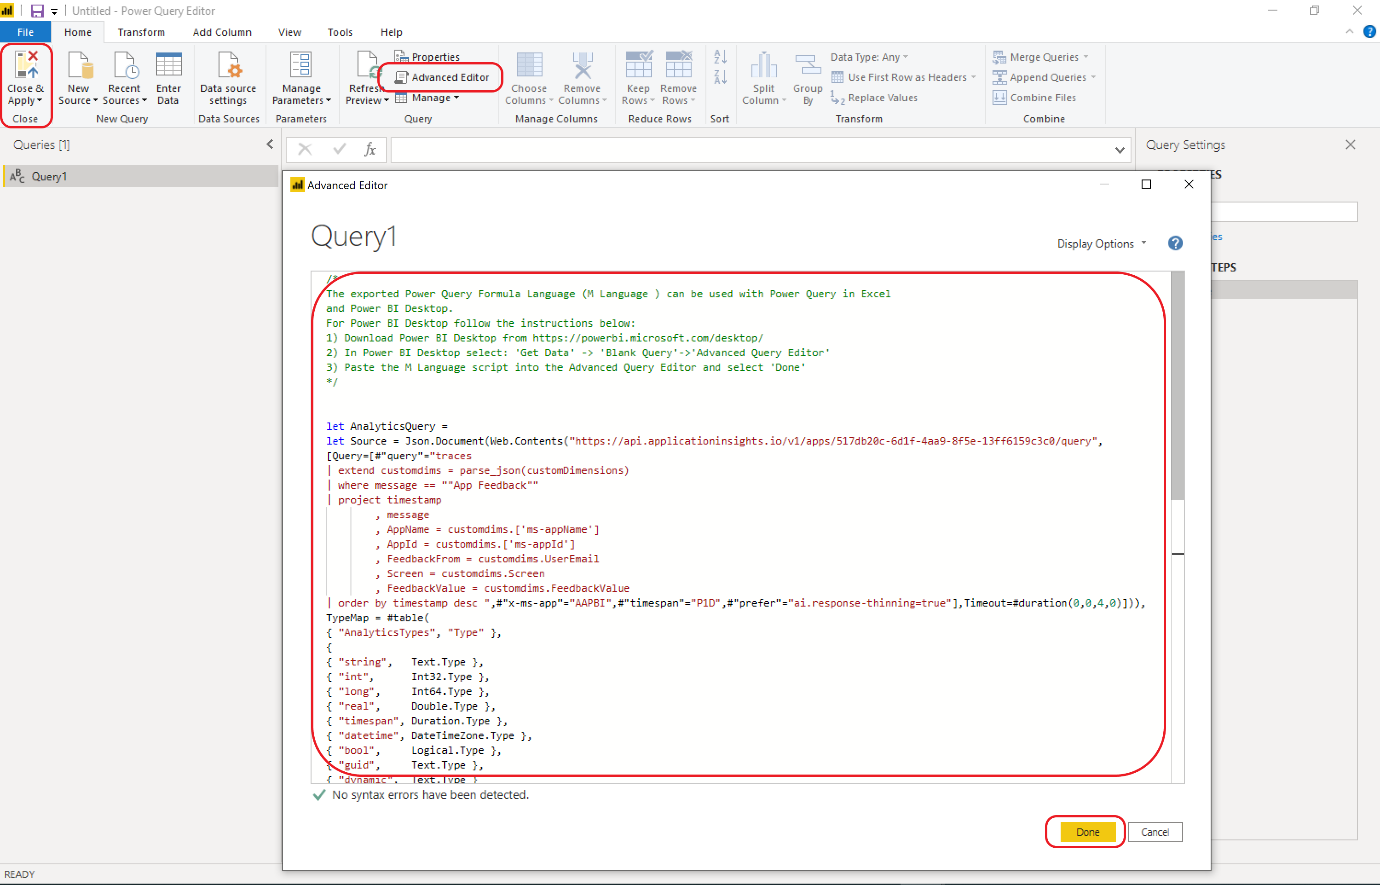 Untitled - Power Query Editor
File Home Transform Add Column View Tools Help
Close & Apply
New Source
Recent Sources
Enter Data
Data source settings
Manage Parameters
Refresh Preview
Properties
Advanced Editor
Manage
Choose Columns
Remove Columns
Keep Rows
Remove Rows
Split Column
Group By
Data Type: Any
Use First Row as Headers
Replace Values
Merge Queries
Append Queries
Combine Files
Close New Query Data Sources Parameters Query Manage Columns Reduce Rows Sort Transform Combine
Queries [1]
Query1
fx
Query Settings
ES
es
TEPS
Advanced Editor
Query1
Display Options
/*
The exported Power Query Formula Language (M Language ) can be used with Power Query in Excel
and Power BI Desktop.
For Power BI Desktop follow the instructions below:
1) Download Power BI Desktop from https://powerbi.microsoft.com/desktop/
2) In Power BI Desktop select: 'Get Data' -> 'Blank Query'->'Advanced Query Editor'
3) Paste the M Language script into the Advanced Query Editor and select 'Done'
*/
let AnalyticsQuery =
let Source = Json.Document(Web.Contents("https://api.applicationinsights.io/v1/apps/517db20c-6d1f-4aa9-8f5e-13ff6159c3c0/query",
[Query=[#"query"="traces
| extend customdims = parse_json(customDimensions)
| where message == ""App Feedback""
| project timestamp
, message
, AppName = customdims.['ms-appName']
, AppId = customdims.['ms-appId']
, FeedbackFrom = customdims.UserEmail
, Screen = customdims.Screen
, FeedbackValue = customdims.FeedbackValue
| order by timestamp desc ",#"x-ms-app"="AAPBI",#"timespan"="P1D",#"prefer"="ai.response-thinning=true"],Timeout=#duration(0,0,4,0)])),
TypeMap = #table(
{ "AnalyticsTypes", "Type" },
{
{ "string", Text.Type },
{ "int", Int32.Type },
{ "long", Int64.Type },
{ "real", Double.Type },
{ "timespan", Duration.Type },
{ "datetime", DateTimeZone.Type },
{ "bool", Logical.Type },
{ "guid", Text.Type },
{ "dynamic", Text.Type }
No syntax errors have been detected.
Done Cancel
READY